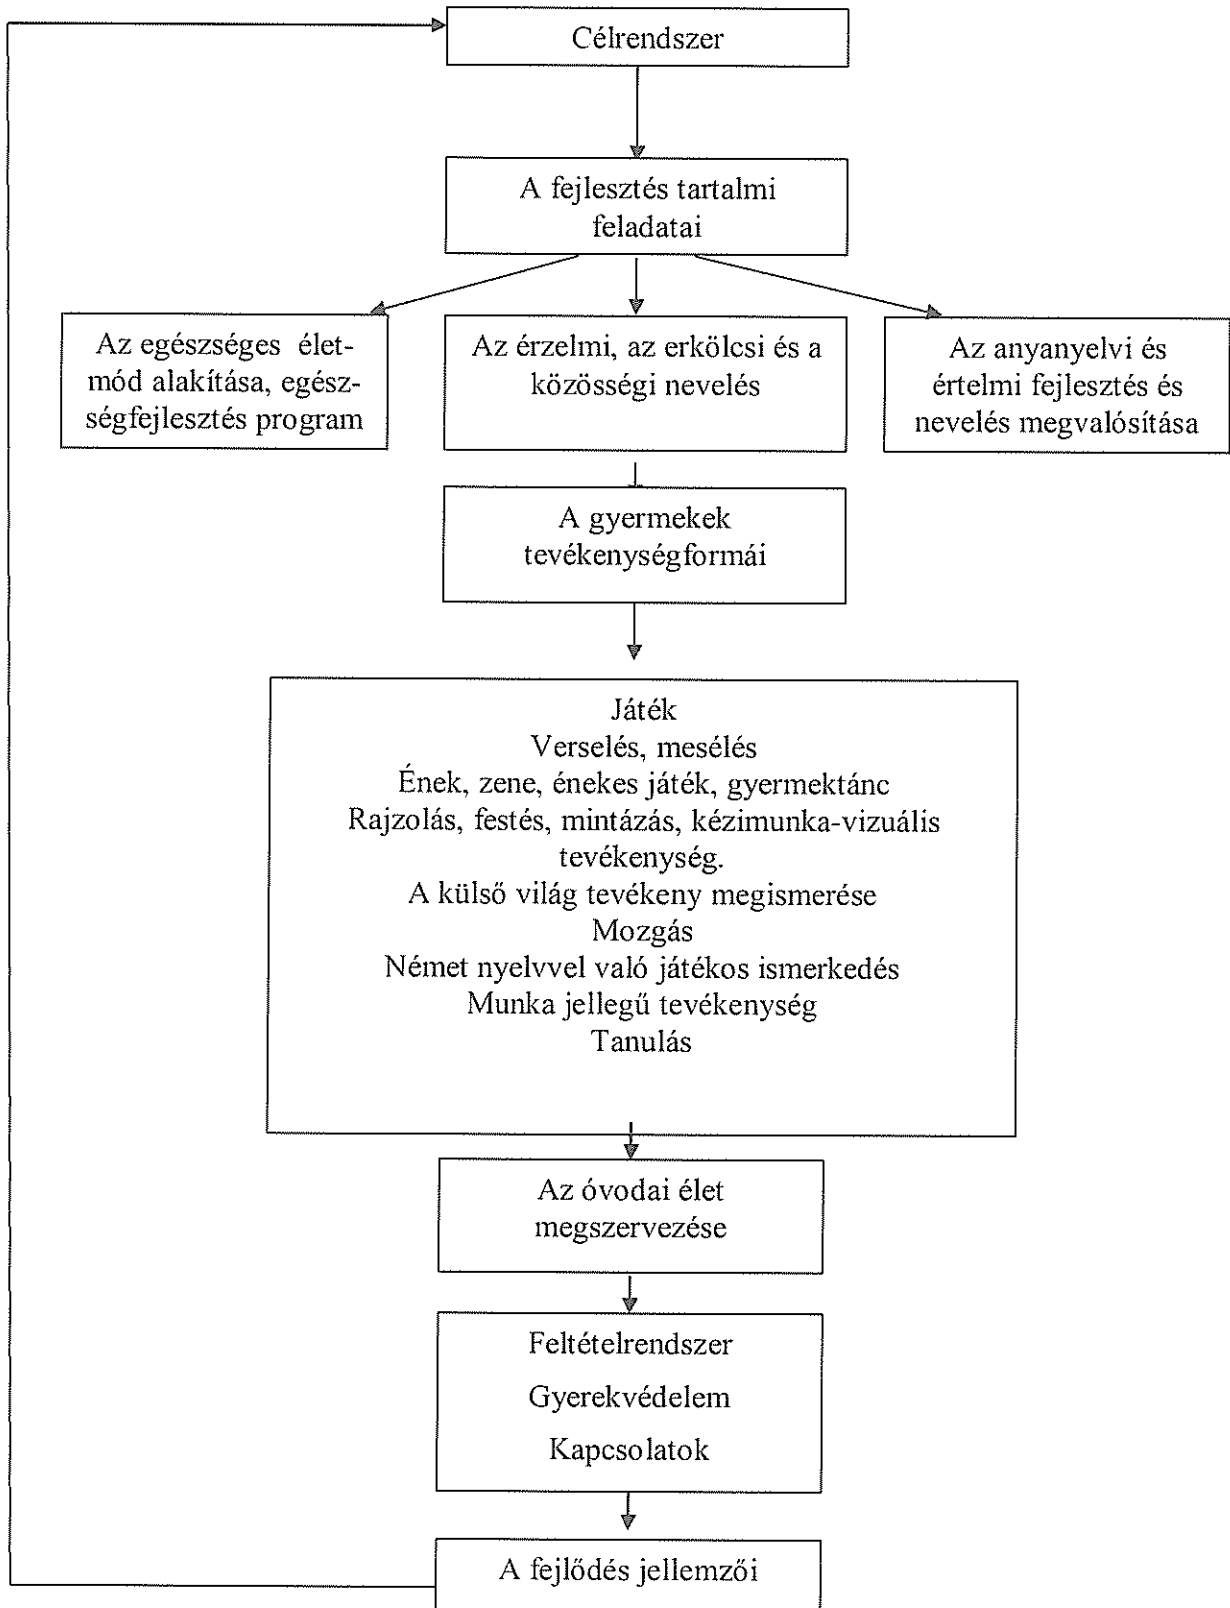 Célrendszer
A fejlesztés tartalmi
feladatai
Az egészséges élet-
mód alakítása, egész-
ségfejlesztés program
Az érzelmi, az erkölcsi és a
közösségi nevelés
Az anyanyelvi és
értelmi fejlesztés és
nevelés megvalósítása
A gyermekek
tevékenységformái
Játék
Verselés, mesélés
Ének, zene, énekes játék, gyermektánc
Rajzolás, festés, mintázás, kézimunka-vizuális
tevékenység.
A külső világ tevékeny megismerése
Mozgás
Német nyelvvel való játékos ismerkedés
Munka jellegű tevékenység
Tanulás
Az óvodai élet
megszervezése
Feltételrendszer
Gyerekvédelem
Kapcsolatok
A fejlődés jellemzői